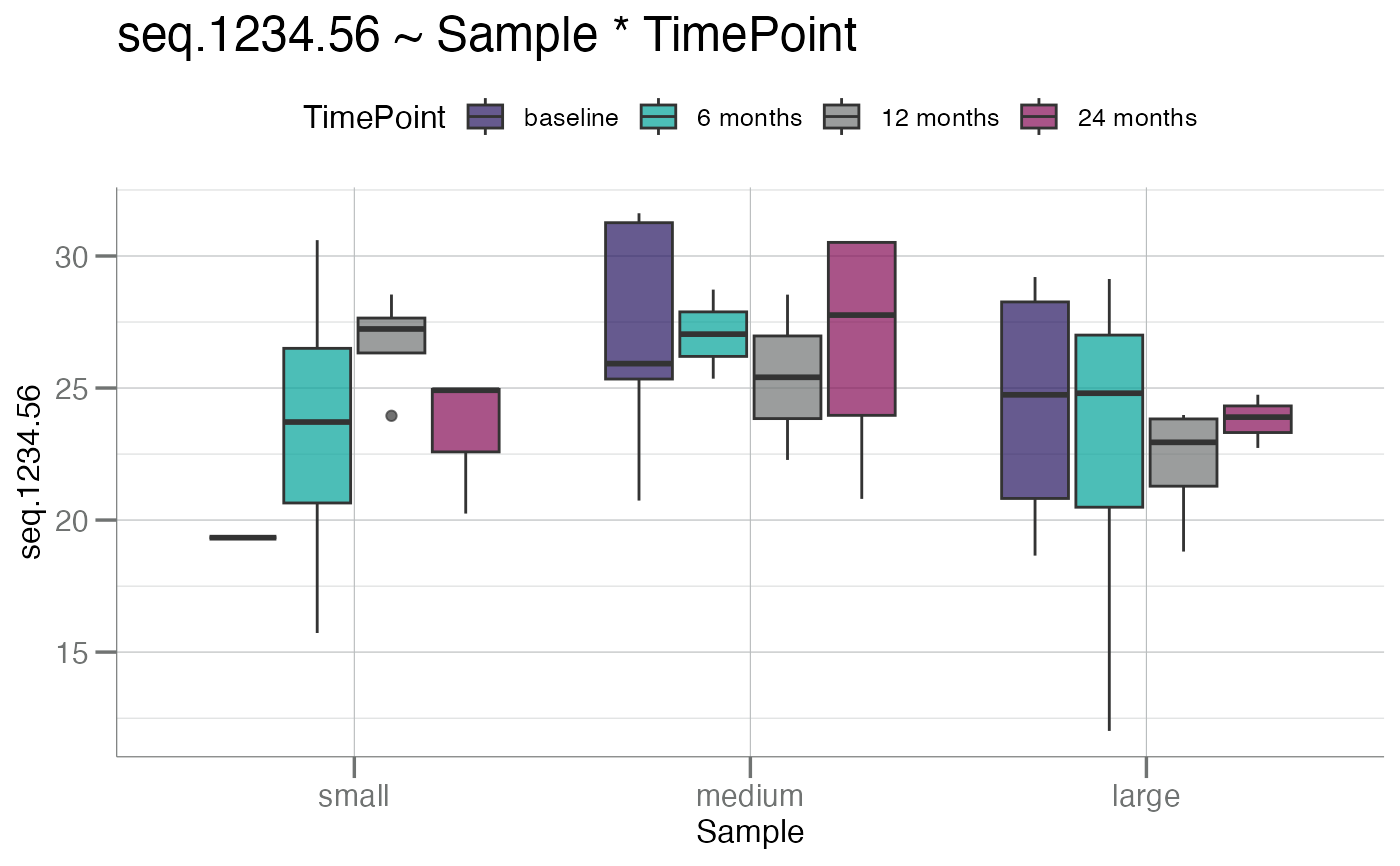 seq.1234.56 ~ Sample * TimePoint
TimePoint baseline 6 months 12 months 24 months
30
25
20
15
seq.1234.56
small medium large
Sample